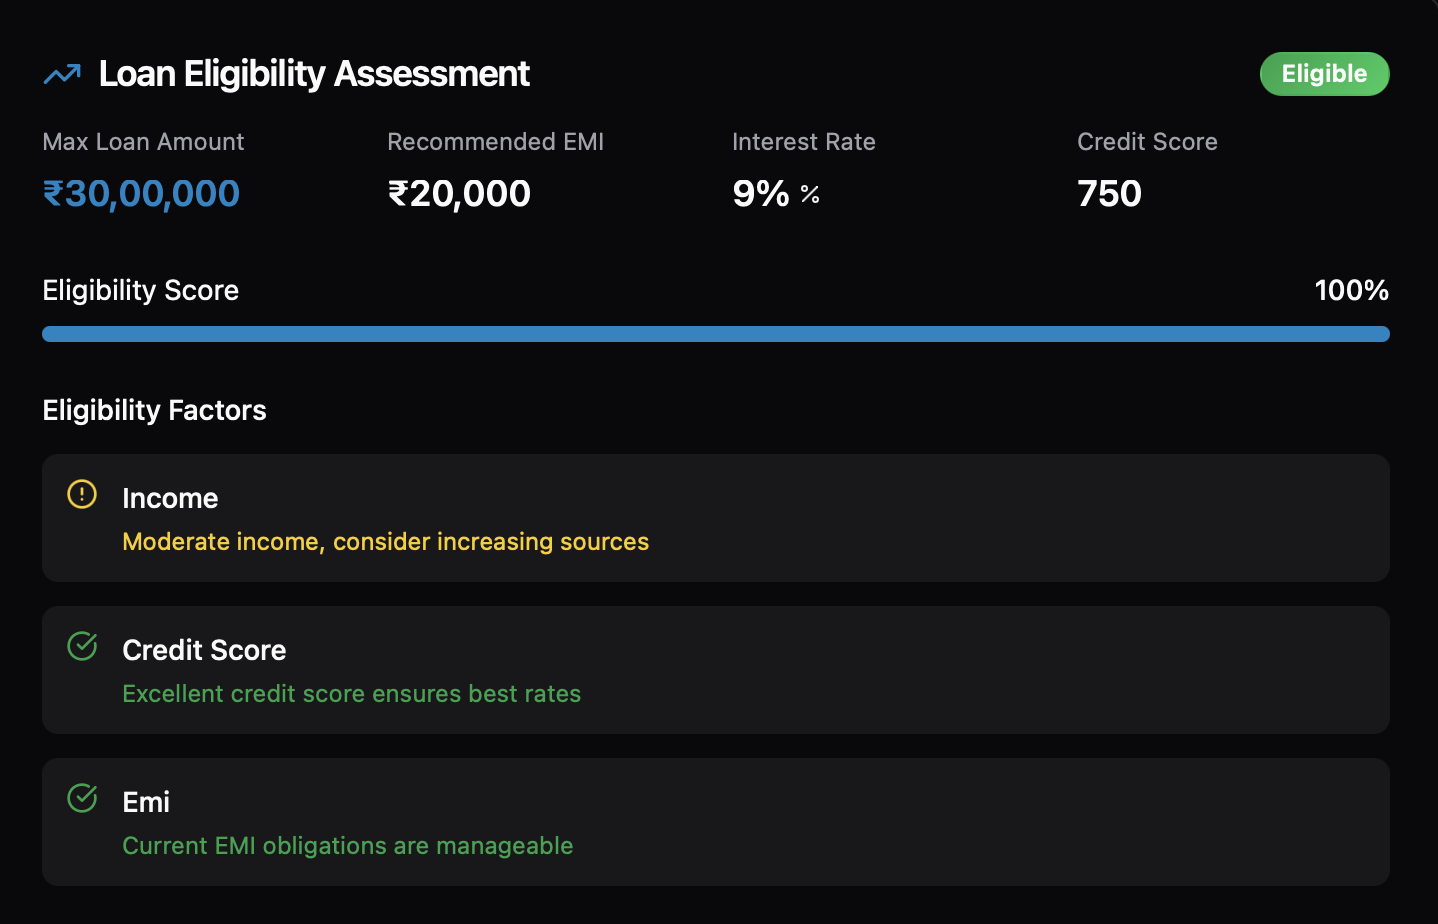 Loan Eligibility Assessment
Eligible
Max Loan Amount
Recommended EMI
Interest Rate
Credit Score
₹30,00,000
₹20,000
9% %
750
Eligibility Score
100%
Eligibility Factors
Income
Moderate income, consider increasing sources
Credit Score
Excellent credit score ensures best rates
Emi
Current EMI obligations are manageable